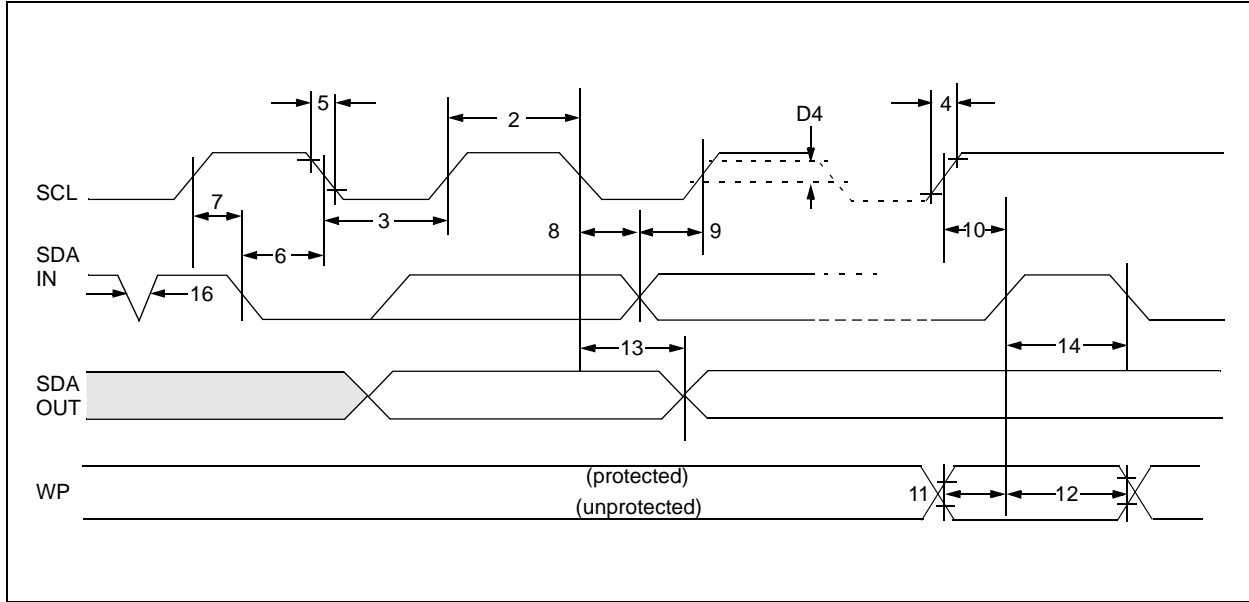 5
2
D4
4
SCL
7
3
8
9
10
6
SDA
IN
16
13
14
SDA
OUT
(protected)
WP
11
12
(unprotected)